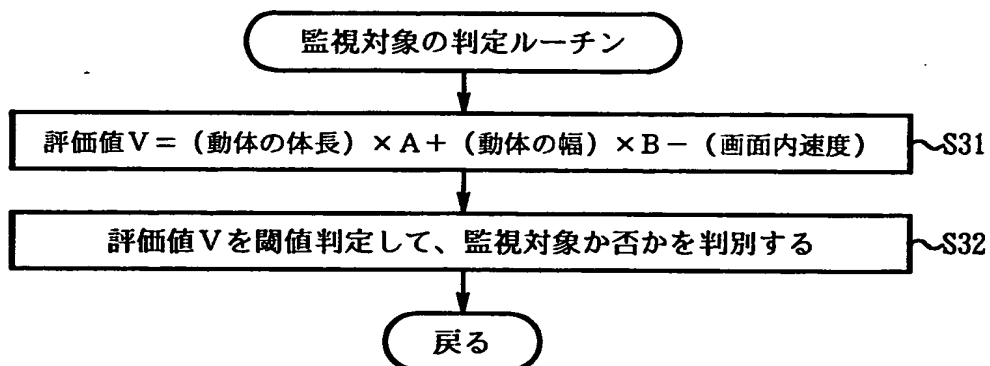 監視対象の判定ルーチン
評価値V=(動体の体長)×A+(動体の幅)×B-(画面内速度)
S31
評価値Vを閾値判定して、監視対象か否かを判別する
S32
戻る